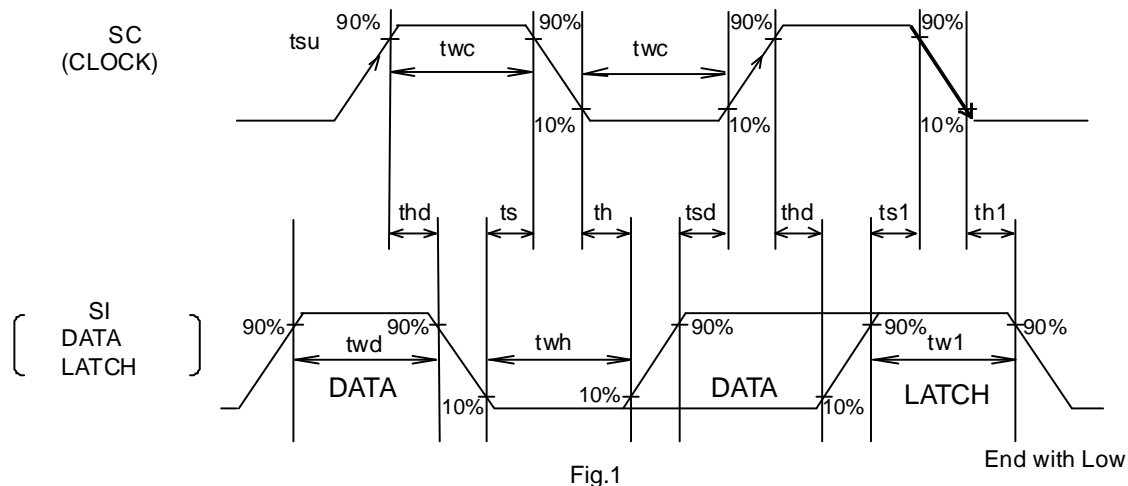 90% 90% 90% 90%
SC
(CLOCK)
tsu
twc twc
10% 10% 10%
thd ts th tsd thd ts1 th1
SI
DATA
LATCH
90% 90% 90% 90% 90%
twd twh tw1
DATA DATA LATCH
10% 10% 10%
End with Low
Fig.1